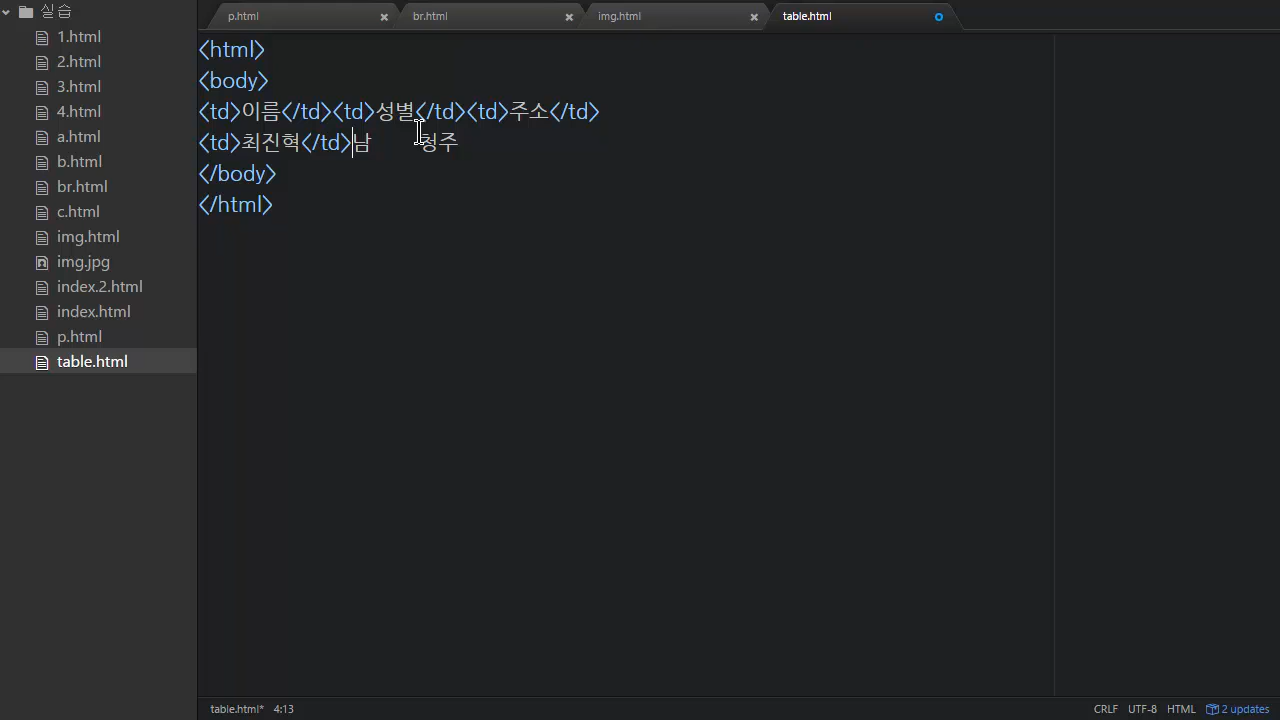 실습
1.html
2.html
3.html
4.html
a.html
b.html
br.html
c.html
img.html
img.jpg
index.2.html
index.html
p.html
table.html
p.html br.html img.html table.html
<html>
<body>
<td>이름</td><td>성별</td><td>주소</td>
<td>최진혁</td>남 청주
</body>
</html>
table.html* 4:13 CRLF UTF-8 HTML 2 updates